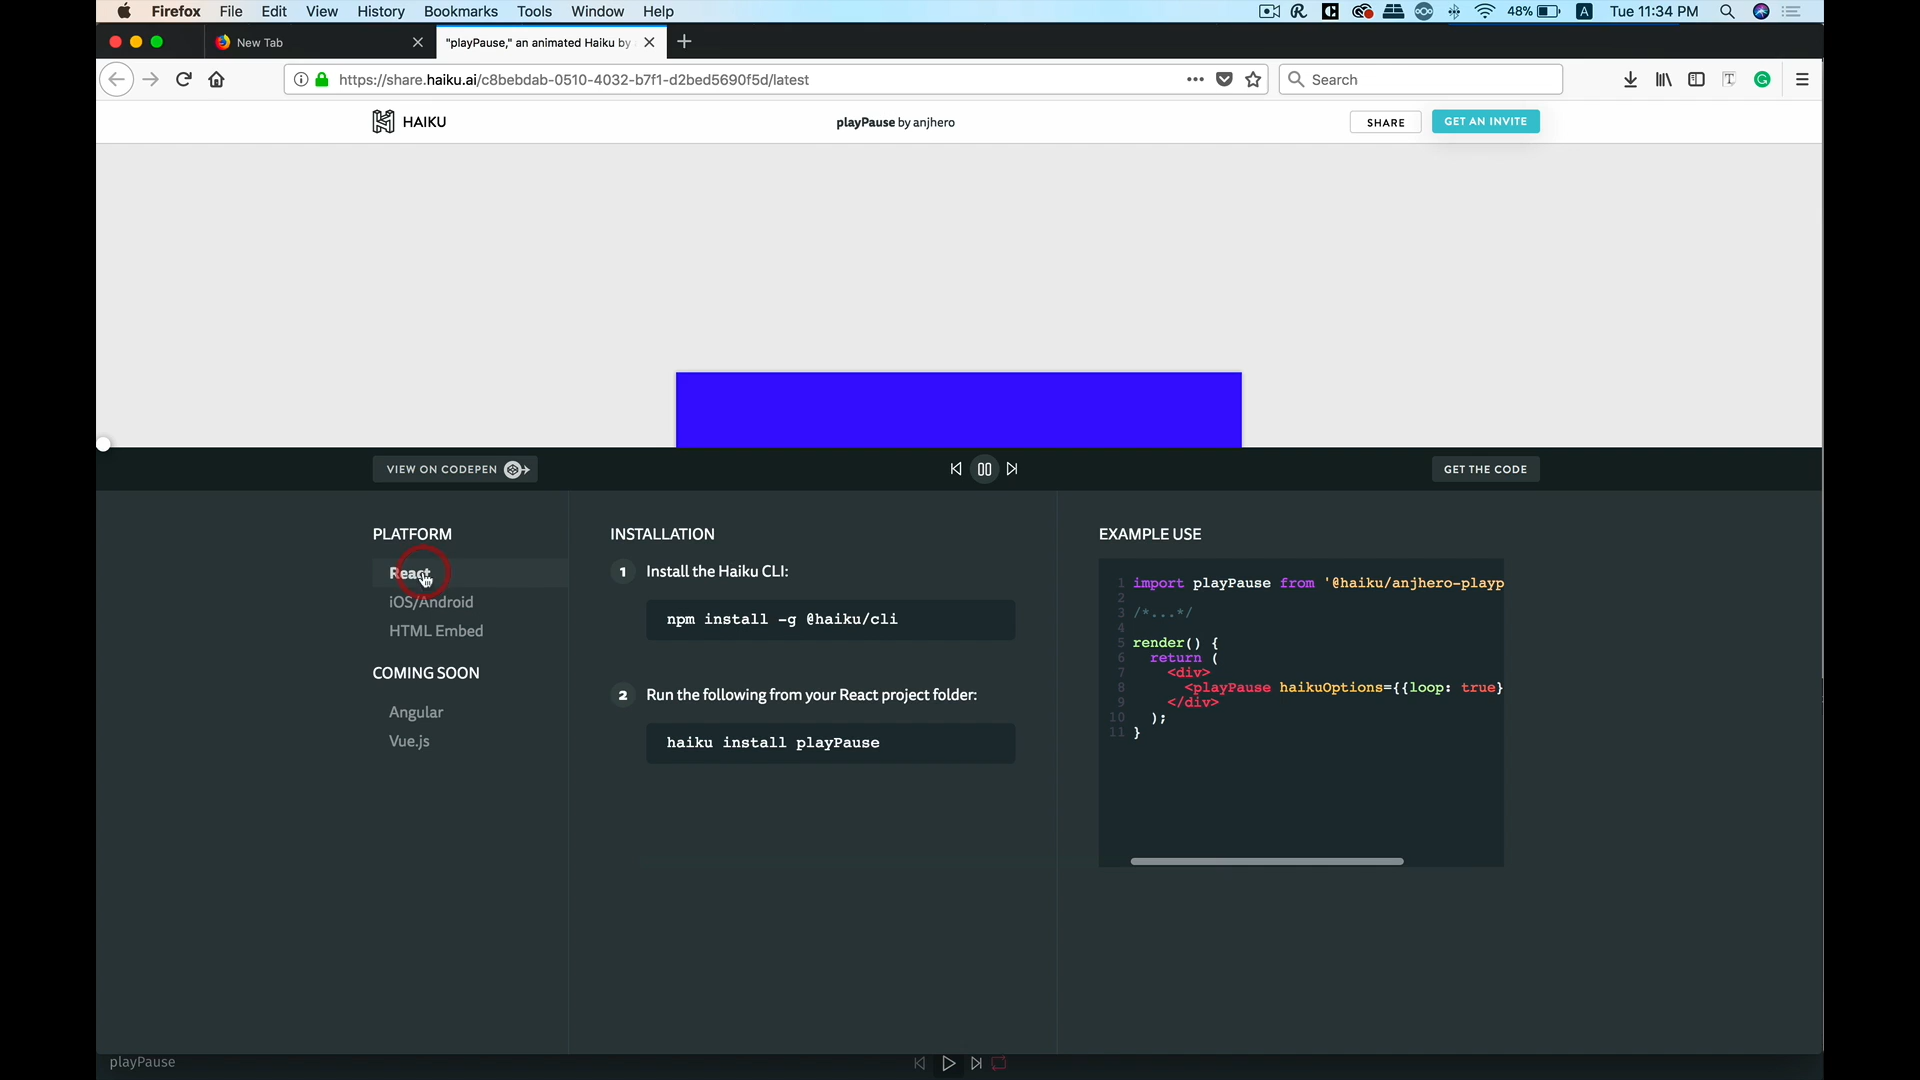 Firefox File Edit View History Bookmarks Tools Window Help 48% A Tue 11:34 PM
New Tab
"playPause," an animated Haiku by
https://share.haiku.ai/c8bebdab-0510-4032-b7f1-d2bed5690f5d/latest
Search
HAIKU
playPause by anjhero
SHARE
GET AN INVITE
VIEW ON CODEPEN
GET THE CODE
PLATFORM
React
iOS/Android
HTML Embed
COMING SOON
Angular
Vue.js
INSTALLATION
1 Install the Haiku CLI:
npm install -g @haiku/cli
2 Run the following from your React project folder:
haiku install playPause
EXAMPLE USE
1 import playPause from '@haiku/anjhero-playp
2
3 /*...*/
4
5 render() {
6 return (
7 <div>
8 <playPause haikuOptions={{loop: true}
9 </div>
10 );
11 }
playPause